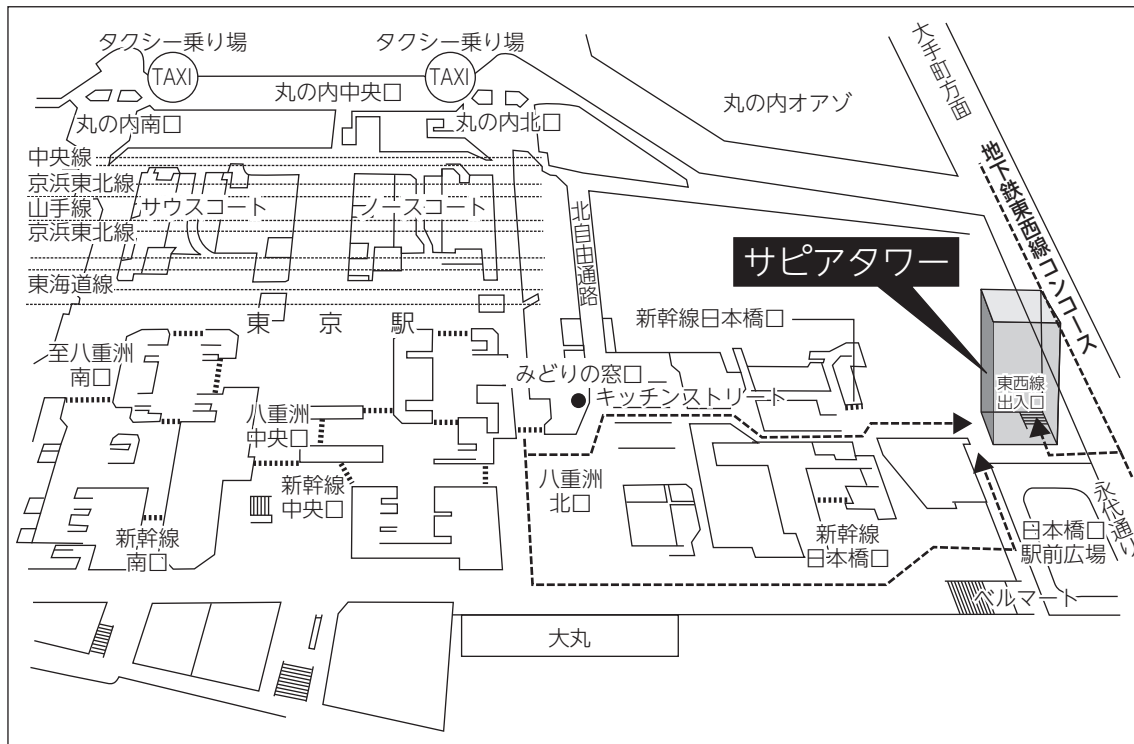 タクシー乗り場
タクシー乗り場
TAXI
TAXI
丸の内中央口
丸の内南口
丸の内北口
丸の内オアゾ
大手町方面
地下鉄東西線コンコース
中央線
京浜東北線
山手線
サウスコート
ノースコート
京浜東北線
東海道線
北自由通路
サピアタワー
東京駅
新幹線日本橋口
至八重洲
南口
みどりの窓口
キッチンストリート
東西線
出入口
八重洲
中央口
新幹線
中央口
八重洲
北口
新幹線
南口
新幹線
日本橋口
日本橋口
駅前広場
永代通り
ベルマート
大丸